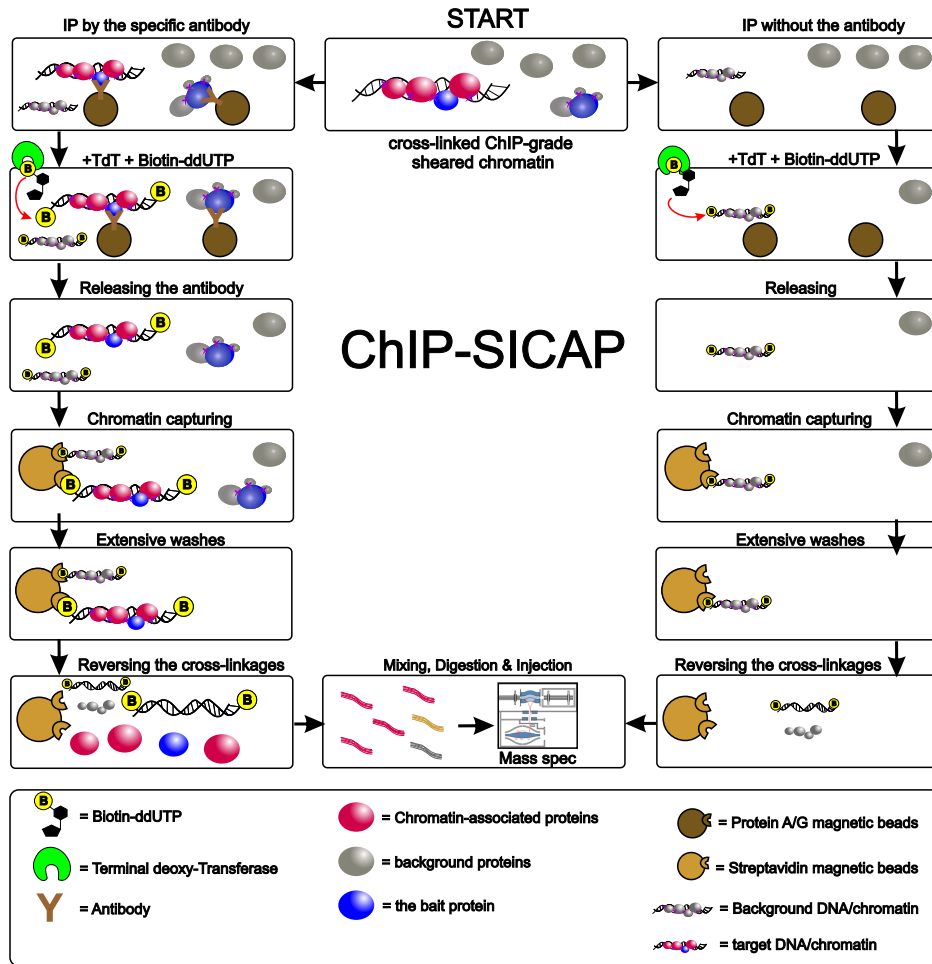 START
IP by the specific antibody
IP without the antibody
cross-linked ChIP-grade
sheared chromatin
+TdT + Biotin-ddUTP
B
B
B
B
B
+TdT + Biotin-ddUTP
B
B
B
Releasing the antibody
B
B
B
B
Releasing
B
B
ChIP-SICAP
Chromatin capturing
B
B
B
B
Chromatin capturing
B
B
Extensive washes
B
B
B
B
Extensive washes
B
B
Reversing the cross-linkages
B
B
B
B
Mixing, Digestion & Injection
Mass spec
Reversing the cross-linkages
B
B
B
= Biotin-ddUTP
= Terminal deoxy-Transferase
= Antibody
= Chromatin-associated proteins
= background proteins
= the bait protein
= Protein A/G magnetic beads
= Streptavidin magnetic beads
= Background DNA/chromatin
= target DNA/chromatin